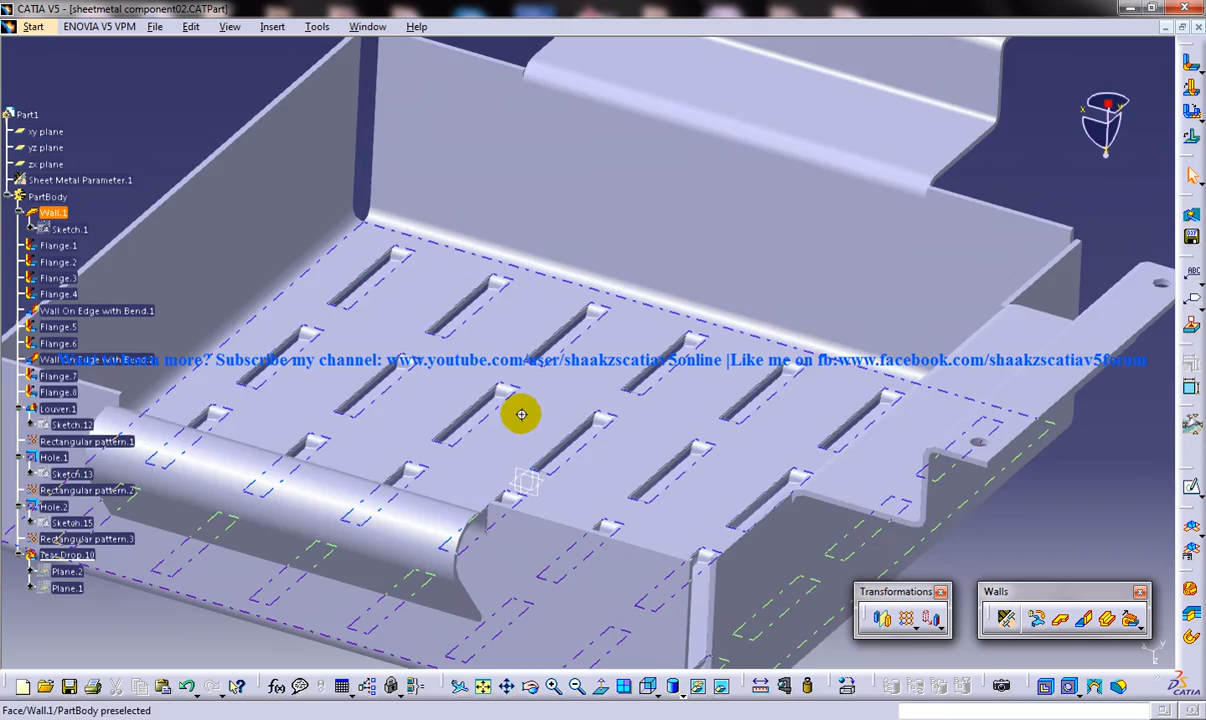 CATIA V5 - [sheetmetal component02.CATPart]
Start ENOVIA V5 VPM File Edit View Insert Tools Window Help
Part1
xy plane
yz plane
zx plane
Sheet Metal Parameter.1
PartBody
Wall.1
Sketch.1
Flange.1
Flange.2
Flange.3
Flange.4
Wall On Edge with Bend.1
Flange.5
Flange.6
Wall On Edge with Bend.
more? Subscribe my channel: www.youtube.com/user/shaakzscatiav5online |Like me on fb:www.facebook.com/shaakzscatiav5forum
Flange.7
Flange.8
Louver.1
Sketch.12
Rectangular pattern.1
Hole.1
Sketch.13
Rectangular pattern.2
Hole.2
Sketch.15
Rectangular pattern.3
Tear Drop.10
Plane.2
Plane.1
x
y
Transformations
Walls
f(x)
Face/Wall.1/PartBody preselected